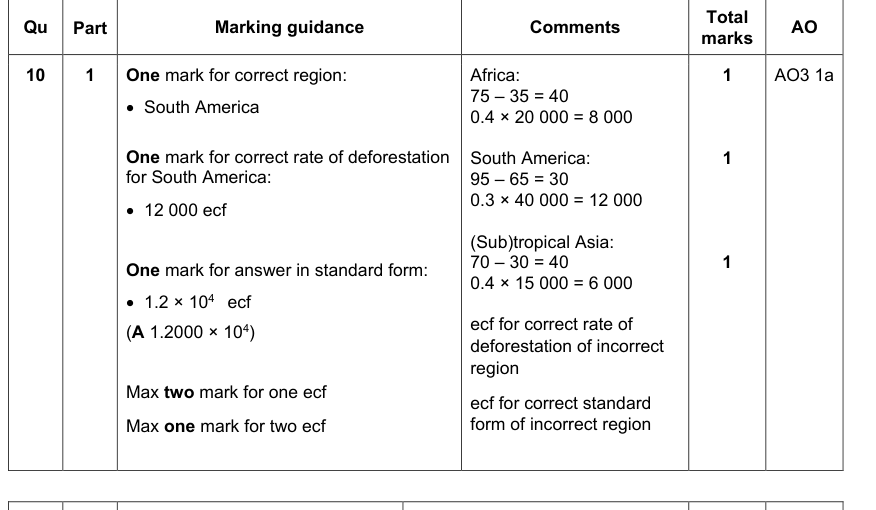 Qu
Part
Marking guidance
Comments
Total
marks
AO
10
1
One mark for correct region:
• South America
One mark for correct rate of deforestation
for South America:
• 12 000 ecf
One mark for answer in standard form:
• 1.2 × 10⁴ ecf
(A 1.2000 × 10⁴)
Max two mark for one ecf
Max one mark for two ecf
Africa:
75 – 35 = 40
0.4 × 20 000 = 8 000
South America:
95 – 65 = 30
0.3 × 40 000 = 12 000
(Sub)tropical Asia:
70 – 30 = 40
0.4 × 15 000 = 6 000
ecf for correct rate of
deforestation of incorrect
region
ecf for correct standard
form of incorrect region
1
1
1
AO3 1a